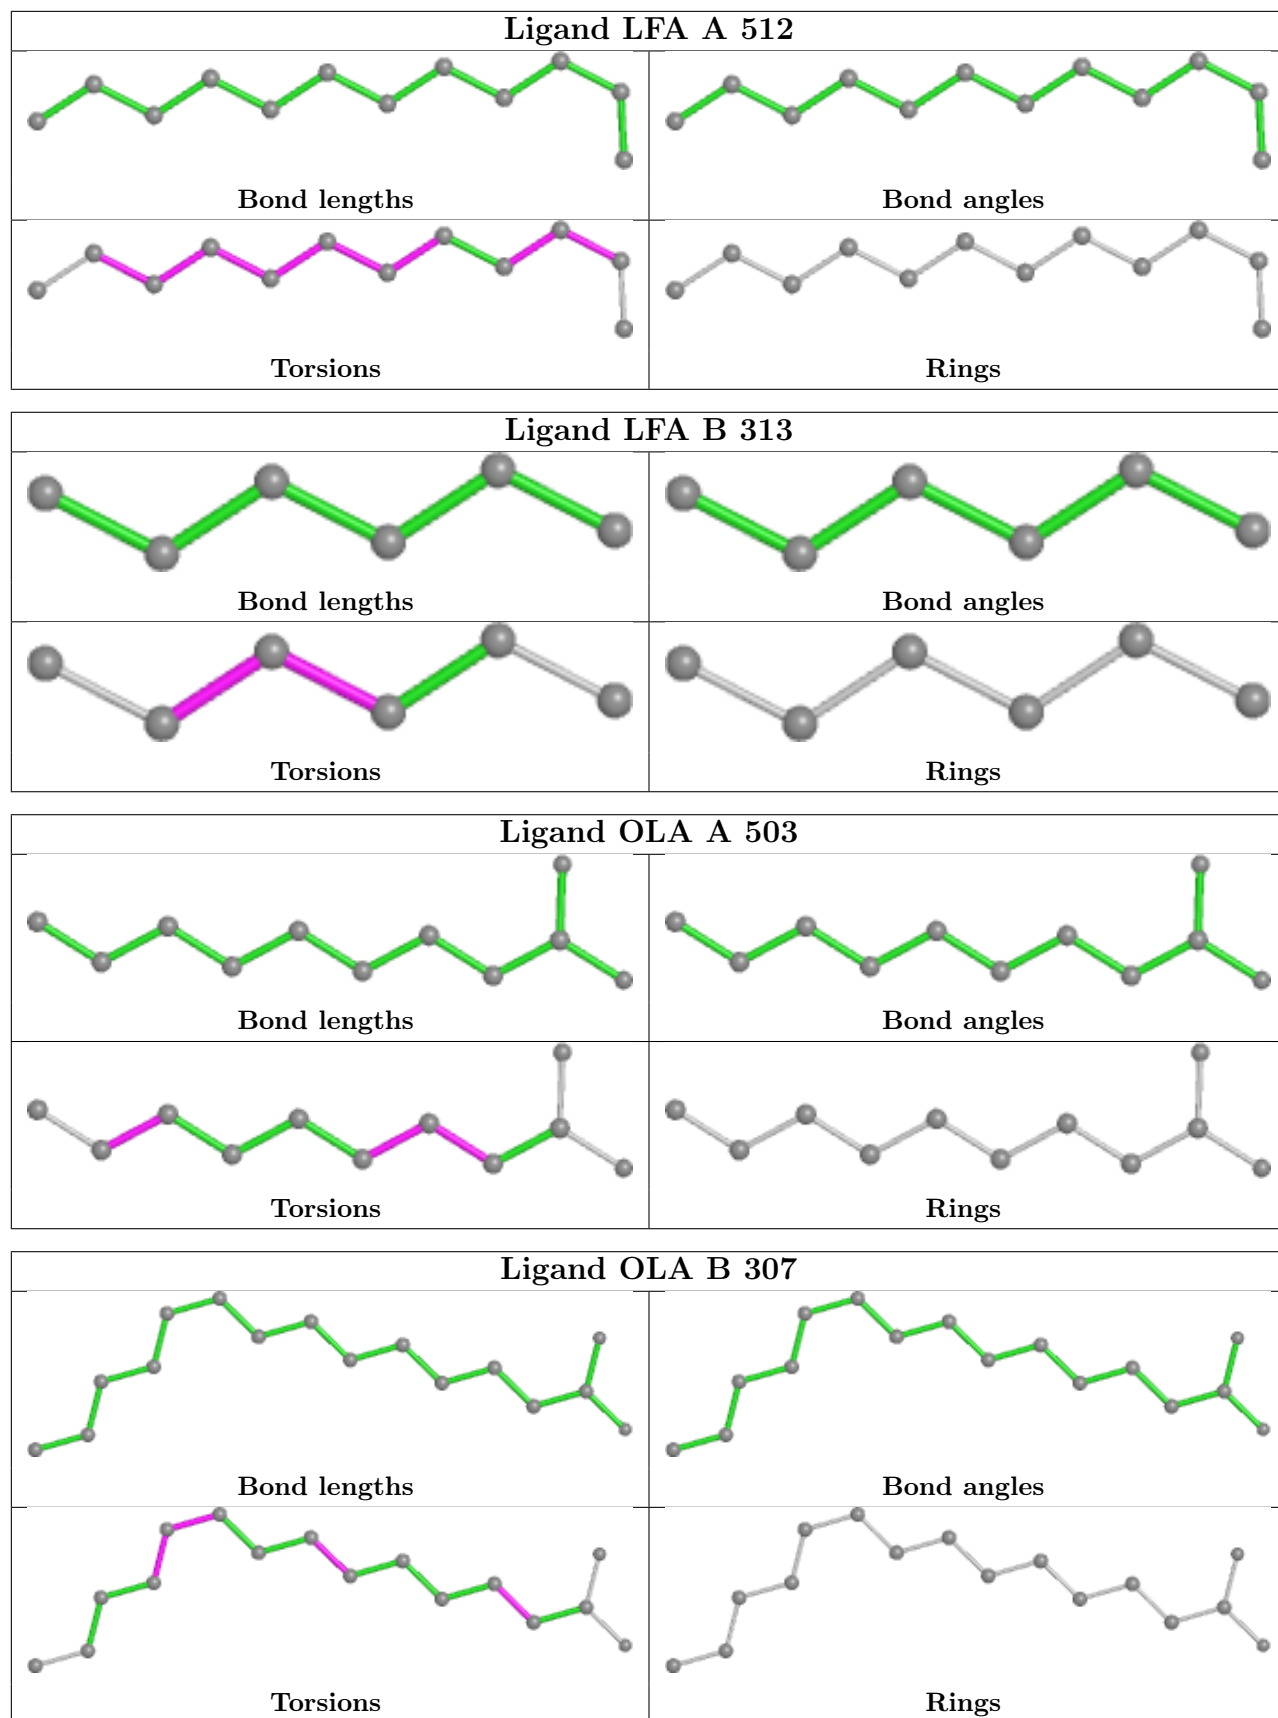 Ligand LFA A 512
Bond lengths Bond angles
Torsions Rings
Ligand LFA B 313
Bond lengths Bond angles
Torsions Rings
Ligand OLA A 503
Bond lengths Bond angles
Torsions Rings
Ligand OLA B 307
Bond lengths Bond angles
Torsions Rings